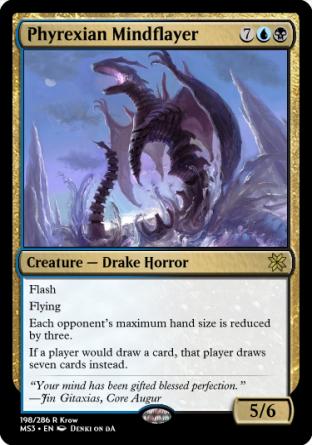 Phyrexian Mindflayer 7
Creature — Drake Horror
Flash
Flying
Each opponent's maximum hand size is reduced
by three.
If a player would draw a card, that player draws
seven cards instead.
“Your mind has been gifted blessed perfection.”
—Jin Gitaxias, Core Augur
5/6
198/286 R Krow
MS3 • EN DENKI ON DA